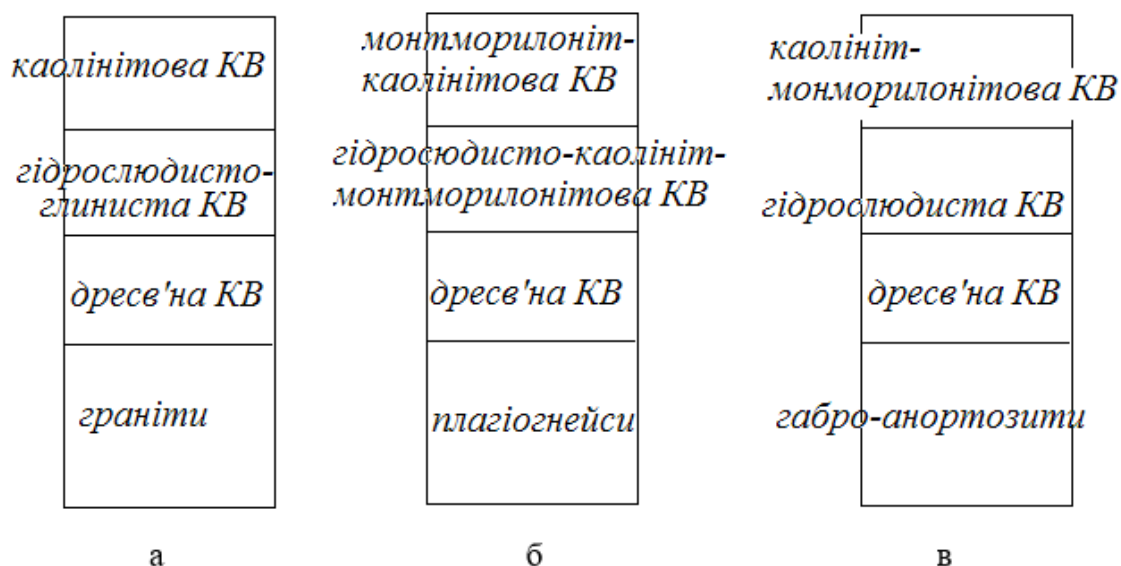 каолінітова КВ
гідрослюдисто-
глиниста КВ
дресв'на КВ
граніти
а
монтморилоніт-
каолінітова КВ
гідросюдисто-каолініт-
монтморилонітова КВ
дресв'на КВ
плагіогнейси
б
каолініт-
монморилонітова КВ
гідрослюдиста КВ
дресв'на КВ
габро-анортозити
в